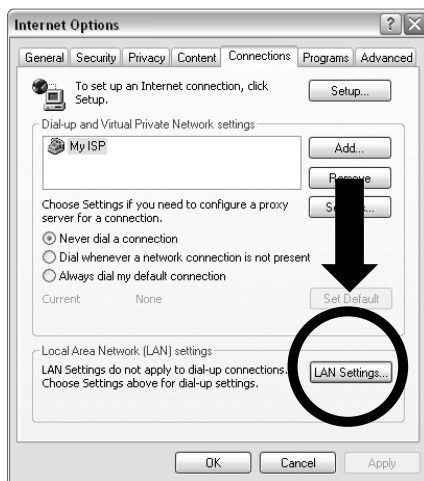 Internet Options
General Security Privacy Content Connections Programs Advanced
To set up an Internet connection, click
Setup.
Setup...
Dial-up and Virtual Private Network settings
My ISP
Add...
Remove
Choose Settings if you need to configure a proxy
server for a connection.
Never dial a connection
Dial whenever a network connection is not present
Always dial my default connection
Current None
Set Default
Local Area Network (LAN) settings
LAN Settings do not apply to dial-up connections.
Choose Settings above for dial-up settings.
LAN Settings...
OK Cancel Apply